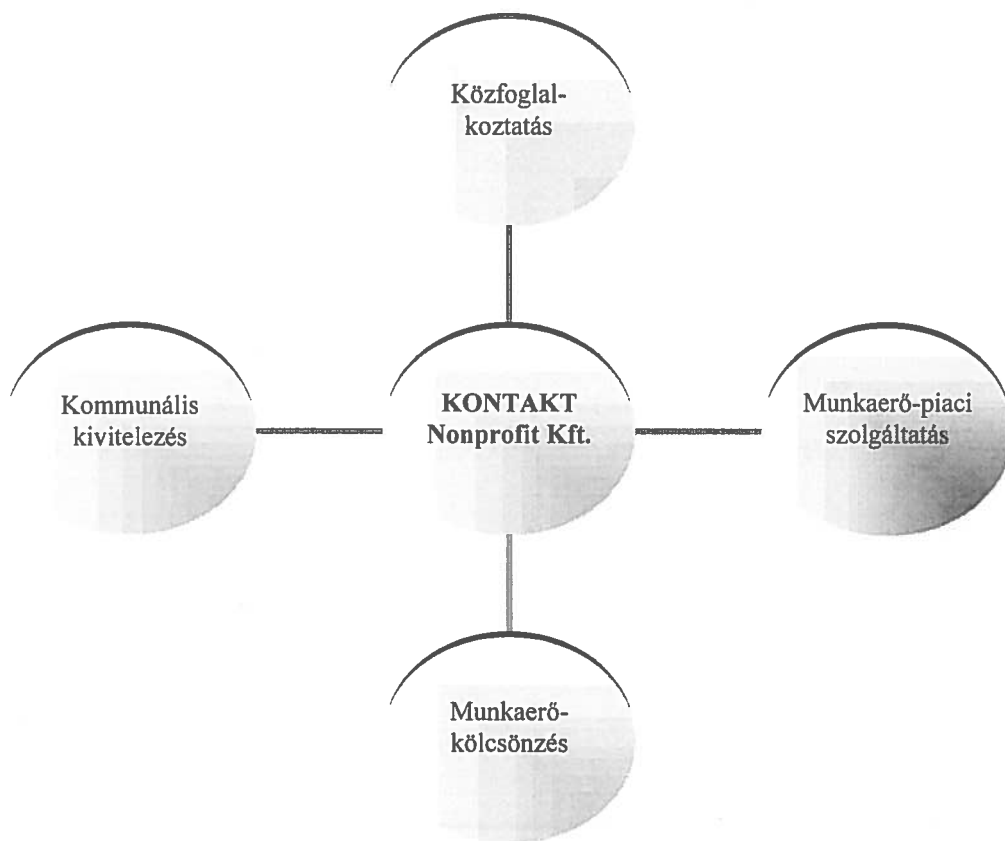 Közfoglal-
koztatás
Kommunális
kivitelezés
KONTAKT
Nonprofit Kft.
Munkaerő-piaci
szolgáltatás
Munkaerő-
kölcsönzés